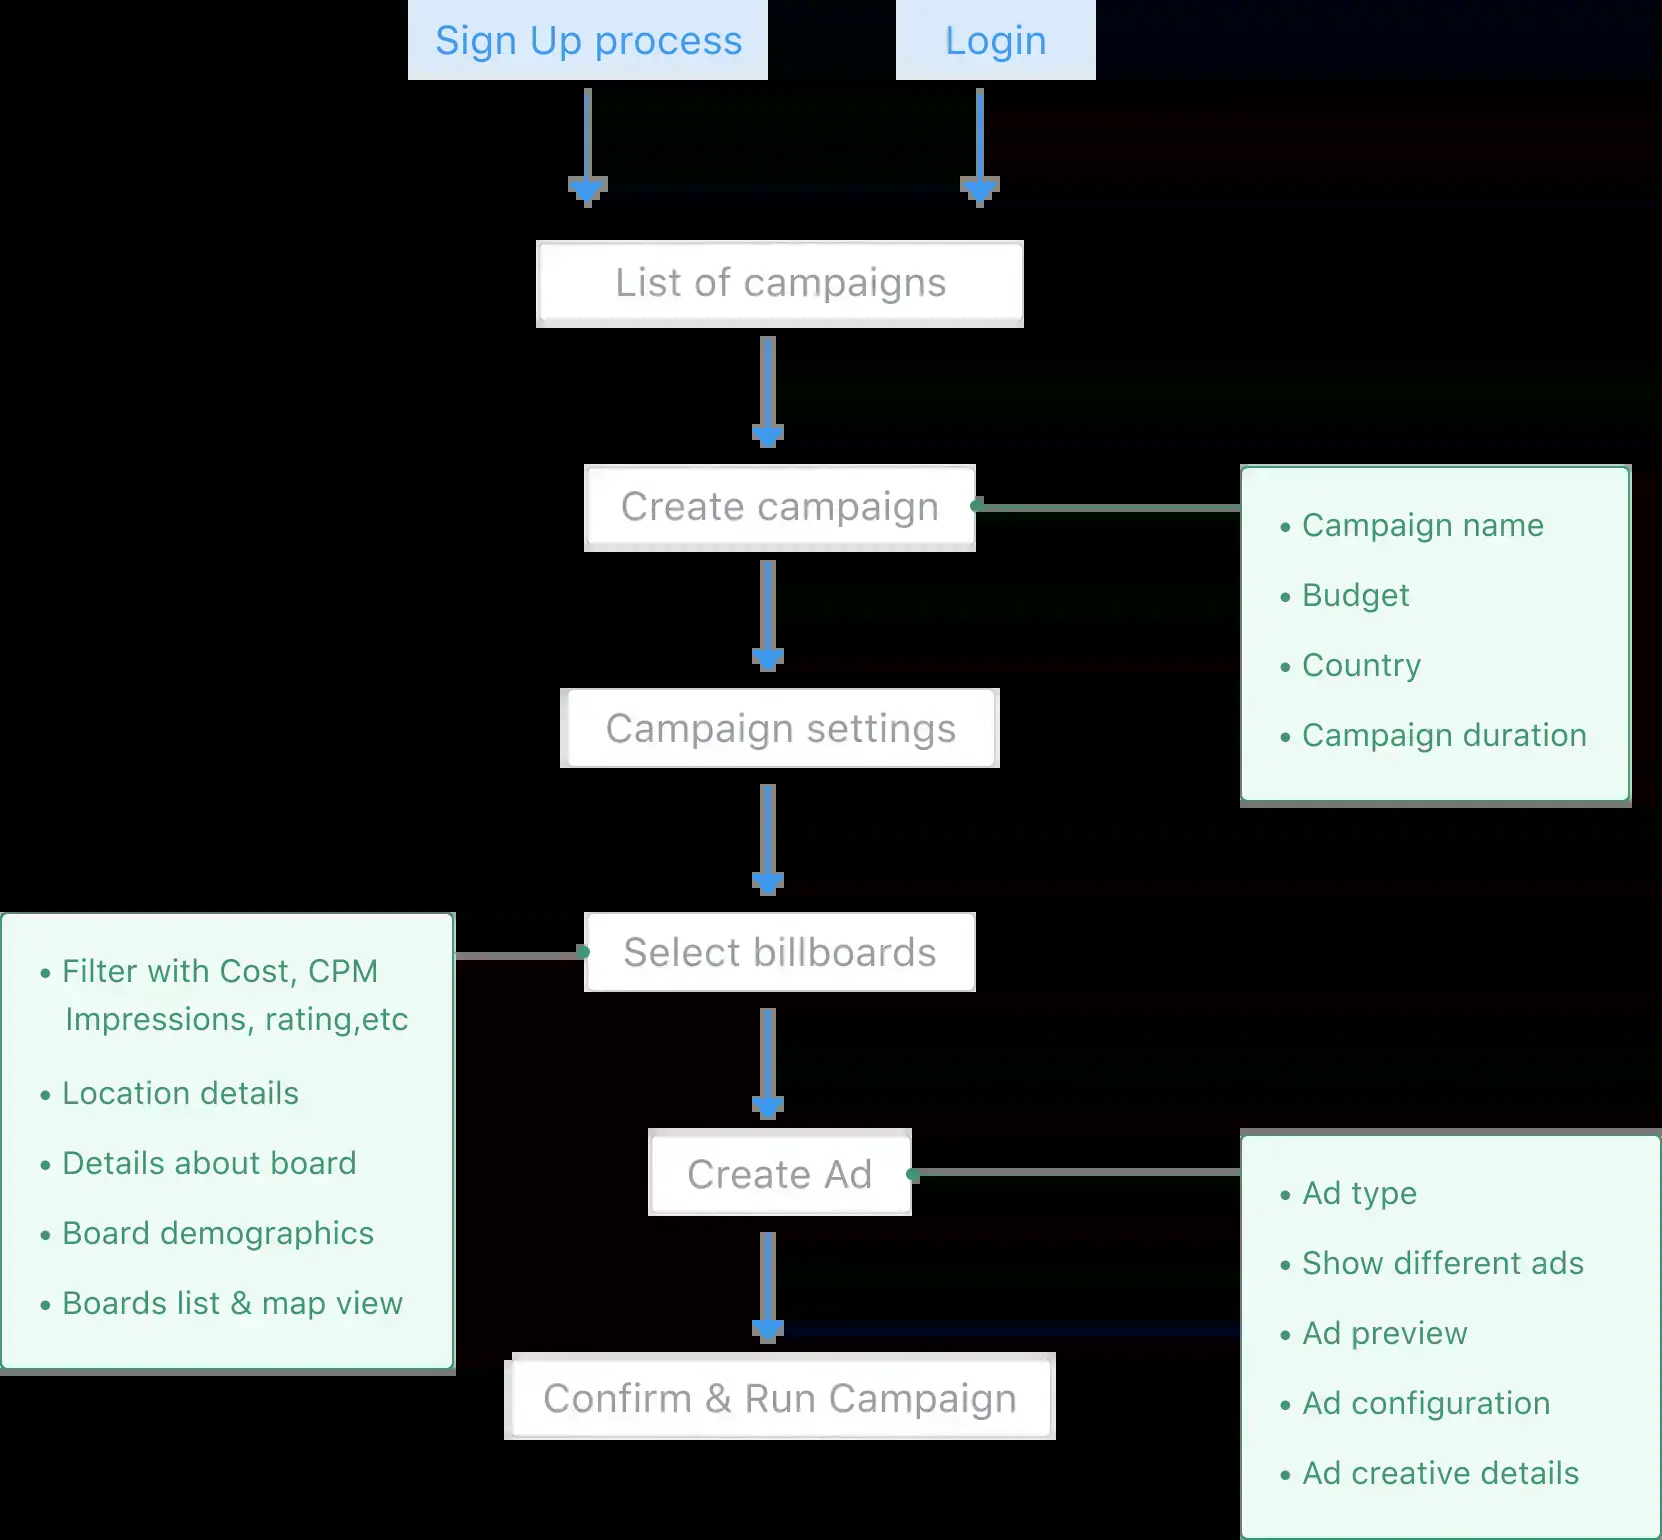 Sign Up process
Login
List of campaigns
Create campaign
• Campaign name
• Budget
• Country
• Campaign duration
Campaign settings
Select billboards
• Filter with Cost, CPM
Impressions, rating,etc
• Location details
• Details about board
• Board demographics
• Boards list & map view
Create Ad
• Ad type
• Show different ads
• Ad preview
• Ad configuration
• Ad creative details
Confirm & Run Campaign